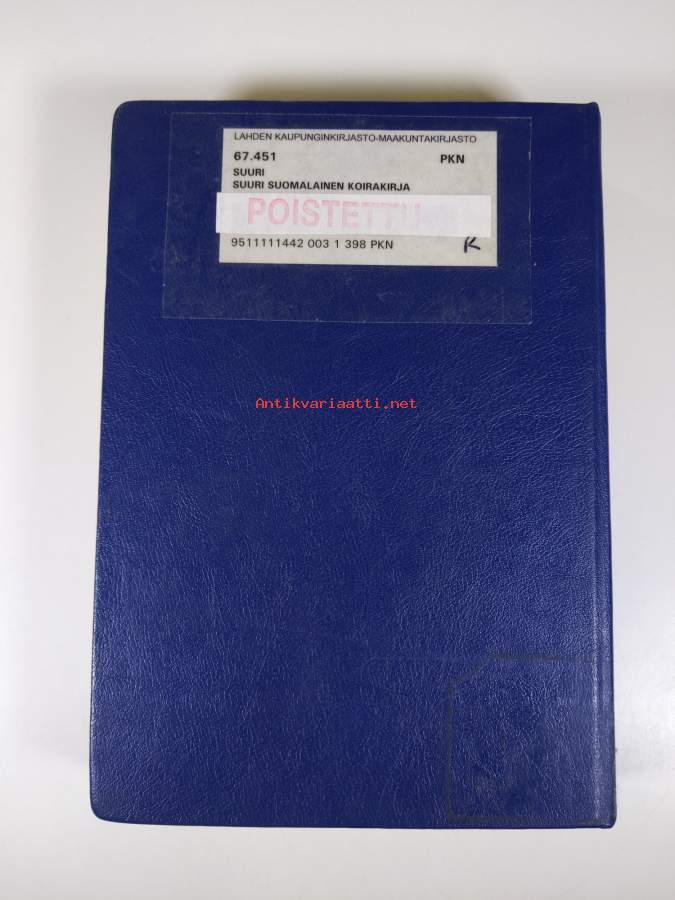 LAHDEN KAUPUNGINKIRJASTO-MAAKUNTAKIRJASTO
67.451 PKN
SUURI
SUURI SUOMALAINEN KOIRAKIRJA
POISTETTU
9511111442 003 1 398 PKN K
Antikvariaatti.net